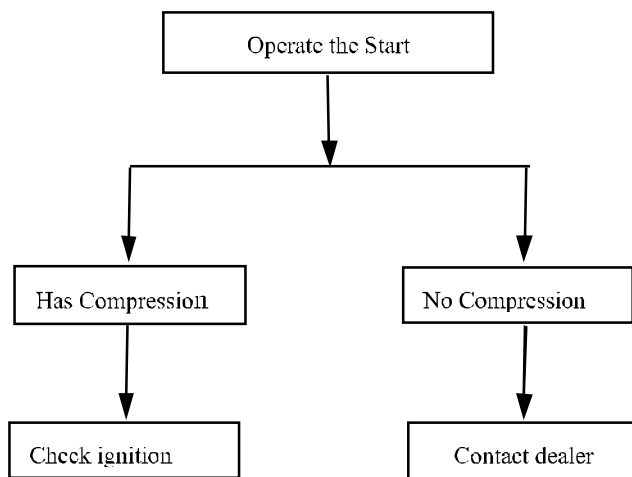 Operate the Start
Has Compression
No Compression
Check ignition
Contact dealer